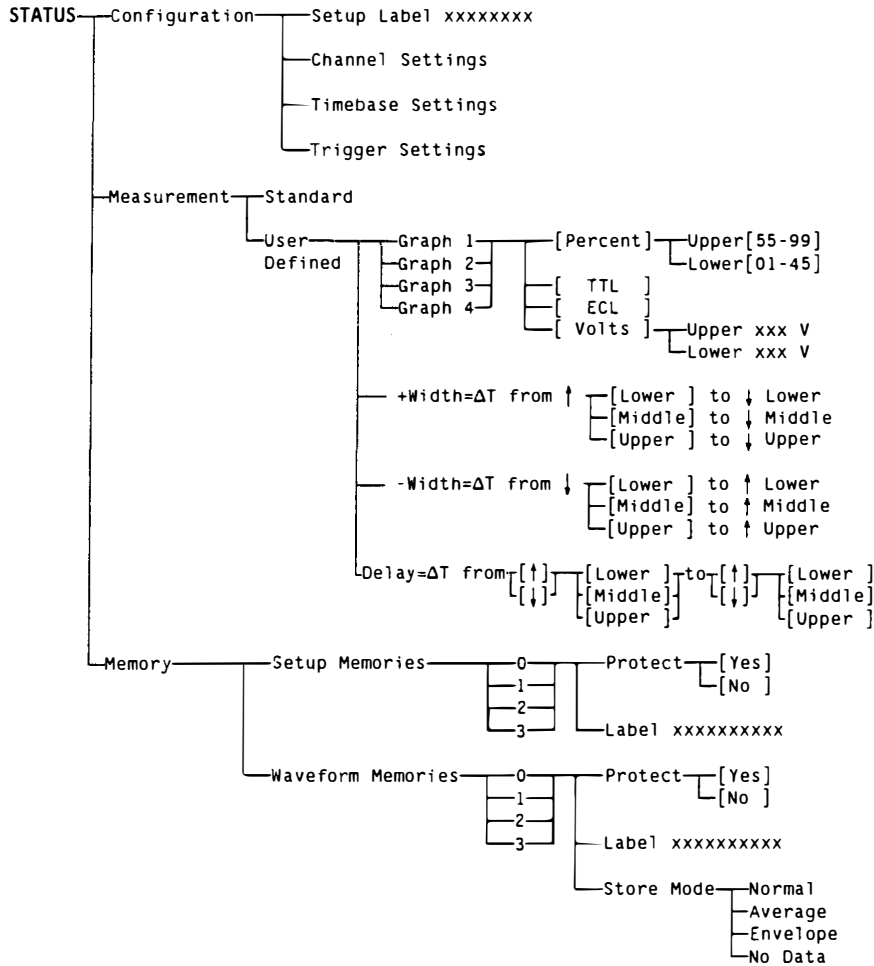 STATUS Configuration Setup Label xxxxxxxx
Channel Settings
Timebase Settings
Trigger Settings
Measurement Standard
User Defined
Graph 1
Graph 2
Graph 3
Graph 4
[Percent] Upper[55-99]
Lower[01-45]
[ TTL ]
[ ECL ]
[ Volts ] Upper xxx V
Lower xxx V
+Width=ΔT from ↑ [Lower ] to ↓ Lower
[Middle] to ↓ Middle
[Upper ] to ↓ Upper
-Width=ΔT from ↓ [Lower ] to ↑ Lower
[Middle] to ↑ Middle
[Upper ] to ↑ Upper
Delay=ΔT from [↑] [Lower ] to [↑] [Lower ]
[↓] [Middle] [↓] [Middle]
[Upper ] [Upper ]
Memory Setup Memories 0 Protect [Yes]
1 [No ]
2
3 Label xxxxxxxxxx
Waveform Memories 0 Protect [Yes]
1 [No ]
2
3 Label xxxxxxxxxx
Store Mode Normal
Average
Envelope
No Data